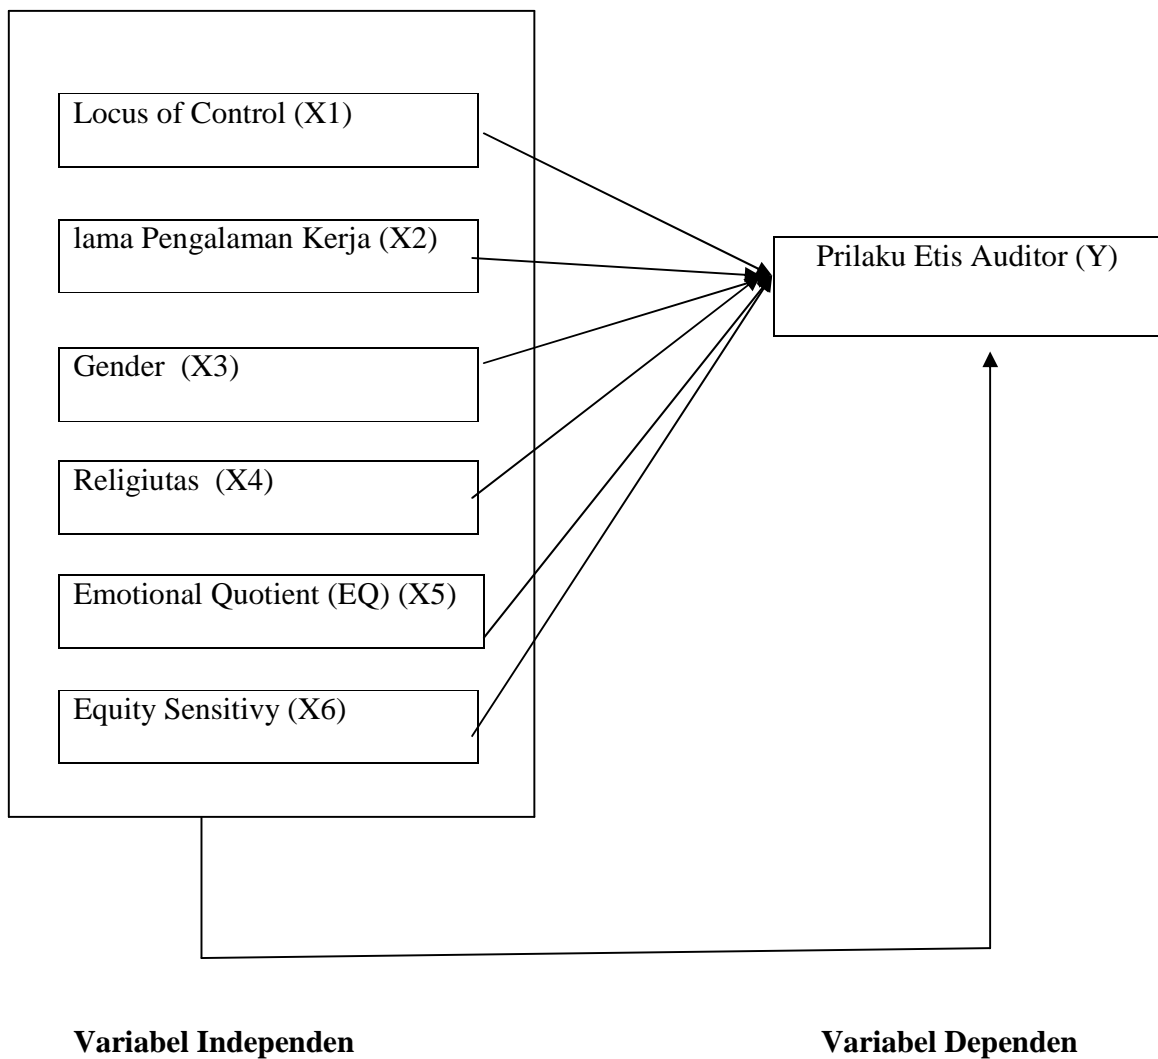 Locus of Control (X1)
lama Pengalaman Kerja (X2)
Prilaku Etis Auditor (Y)
Gender (X3)
Religiutas (X4)
Emotional Quotient (EQ) (X5)
Equity Sensitivy (X6)
Variabel Independen
Variabel Dependen